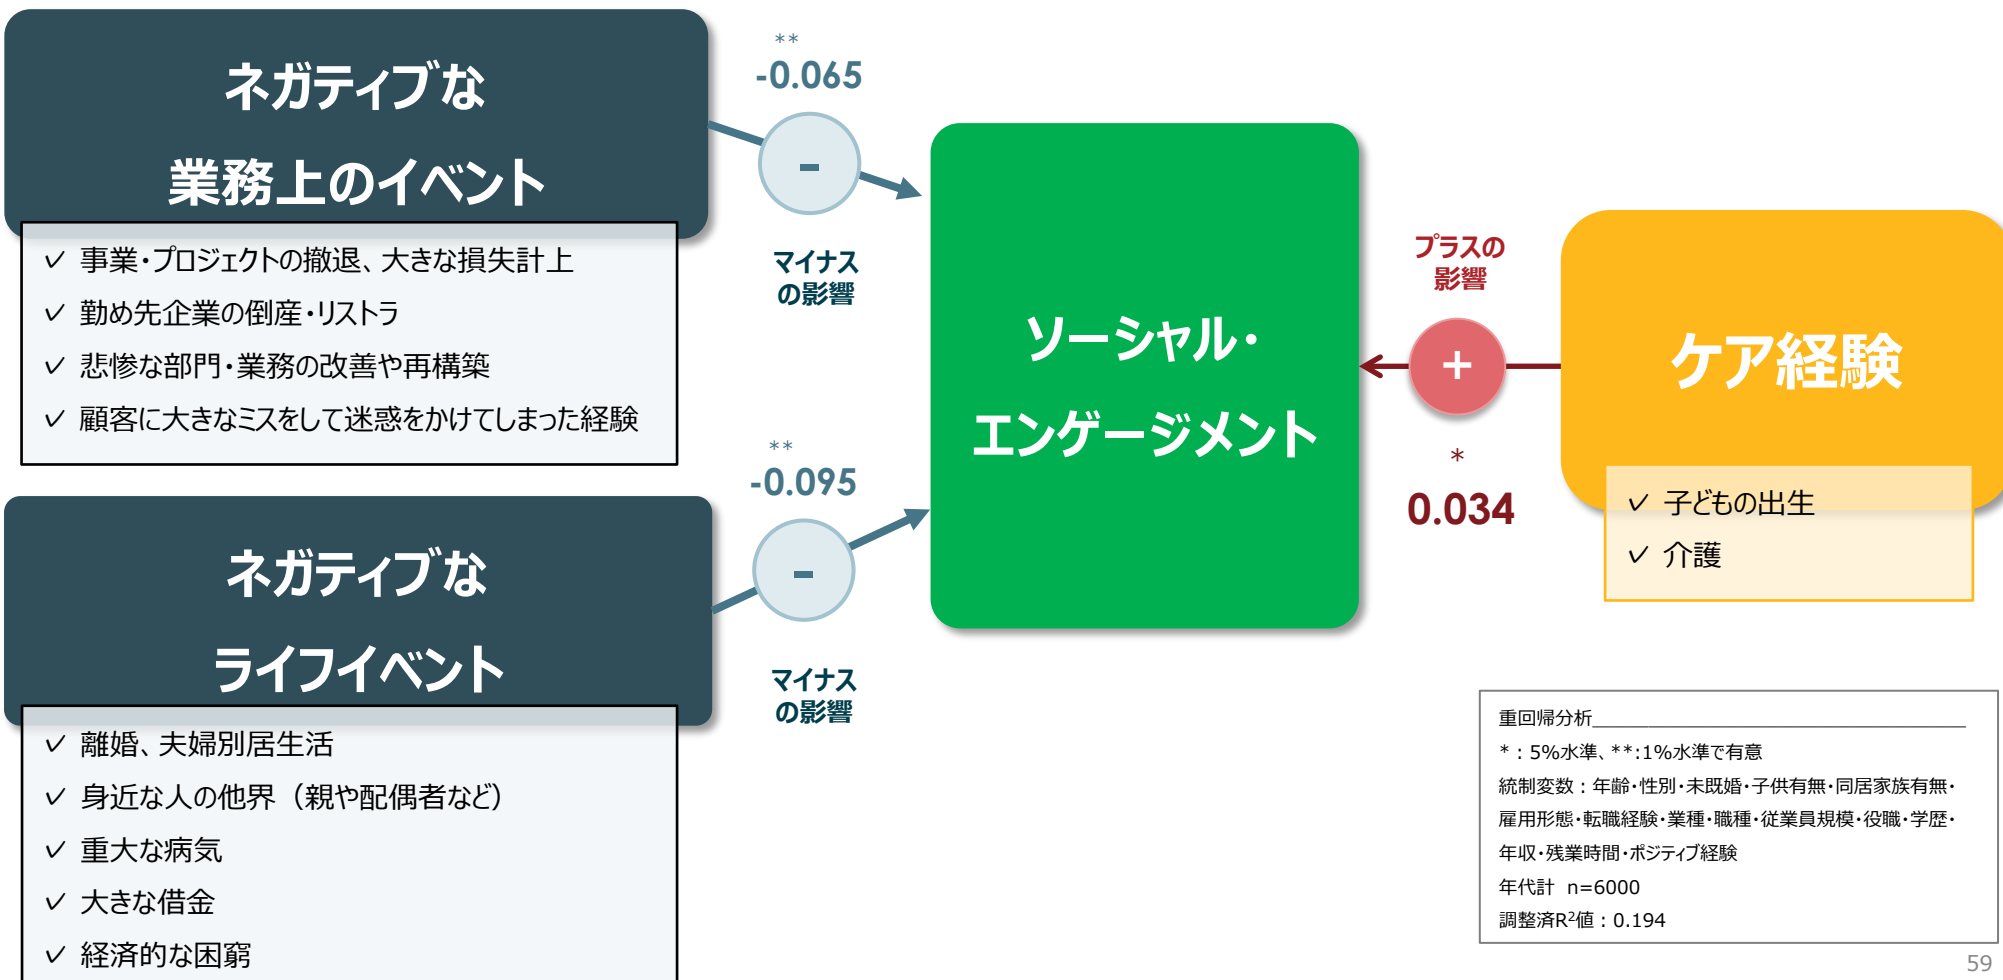 ネガティブな
業務上のイベント
✓ 事業・プロジェクトの撤退、大きな損失計上
✓ 勤め先企業の倒産・リストラ
✓ 悲惨な部門・業務の改善や再構築
✓ 顧客に大きなミスをして迷惑をかけてしまった経験
**
-0.065
-
マイナス
の影響
ネガティブな
ライフイベント
✓ 離婚、夫婦別居生活
✓ 身近な人の他界（親や配偶者など）
✓ 重大な病気
✓ 大きな借金
✓ 経済的な困窮
**
-0.095
-
マイナス
の影響
ソーシャル・
エンゲージメント
プラスの
影響
+
*
0.034
ケア経験
✓ 子どもの出生
✓ 介護
重回帰分析
*：5%水準、**:1%水準で有意
統制変数：年齢・性別・未既婚・子供有無・同居家族有無・
雇用形態・転職経験・業種・職種・従業員規模・役職・学歴・
年収・残業時間・ポジティブ経験
年代計 n=6000
調整済R²値：0.194
59